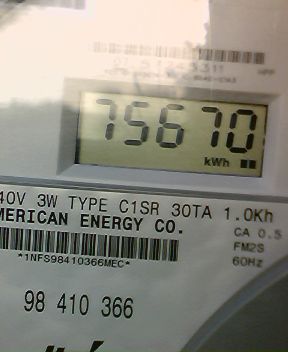 75670
kWh
40V 3W TYPE C1SR 30TA 1.0Kh
MERICAN ENERGY CO.
CA 0.5
FM2S
*1NFS98410366MEC*
60Hz
98 410 366